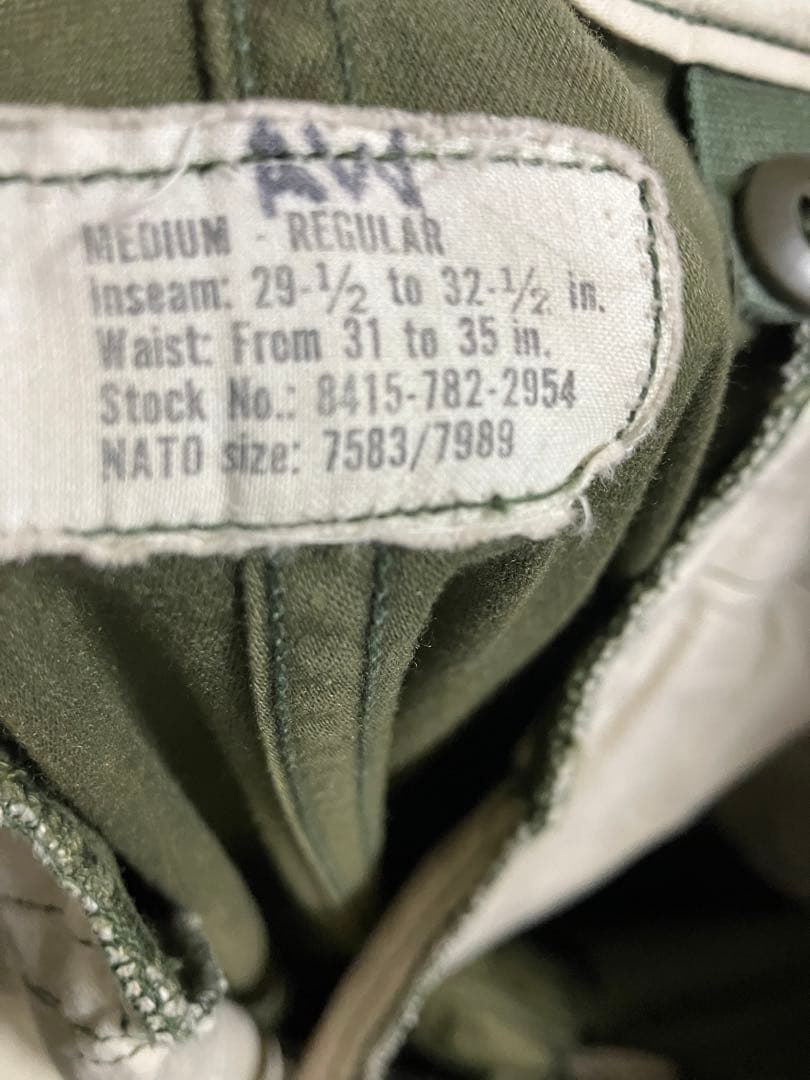 AW
MEDIUM - REGULAR
Inseam: 29-1/2 to 32-1/2 in.
Waist: From 31 to 35 in.
Stock No.: 8415-782-2954
NATO size: 7583/7989